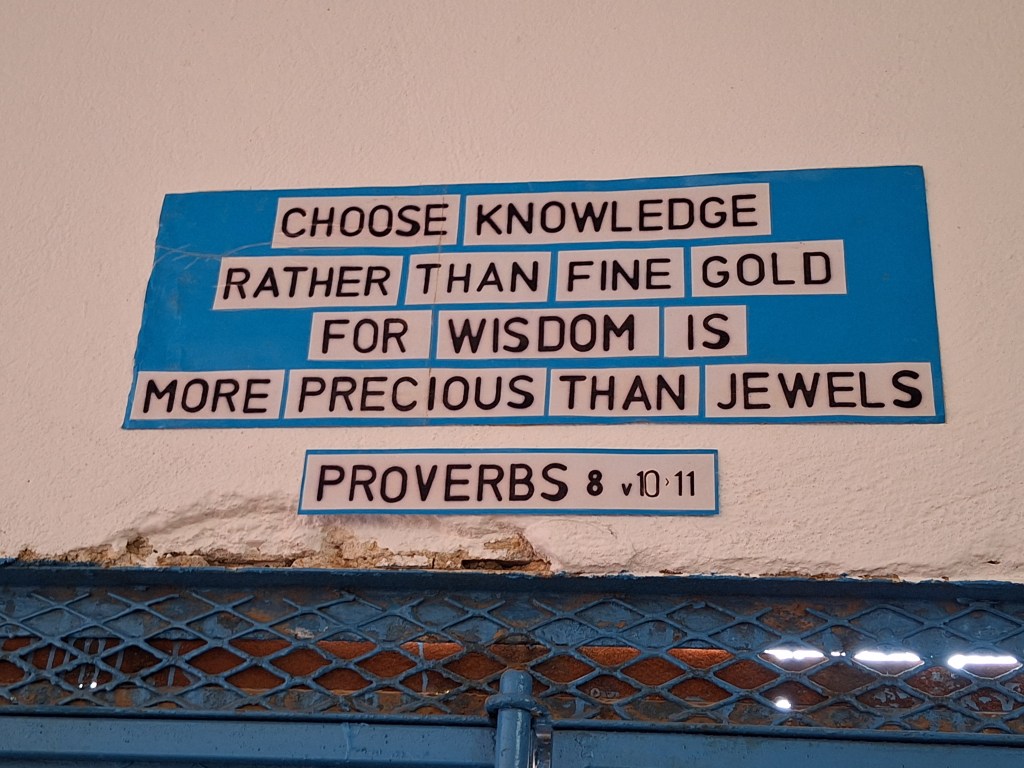 CHOOSE KNOWLEDGE
RATHER THAN FINE GOLD
FOR WISDOM IS
MORE PRECIOUS THAN JEWELS
PROVERBS 8 v10,11